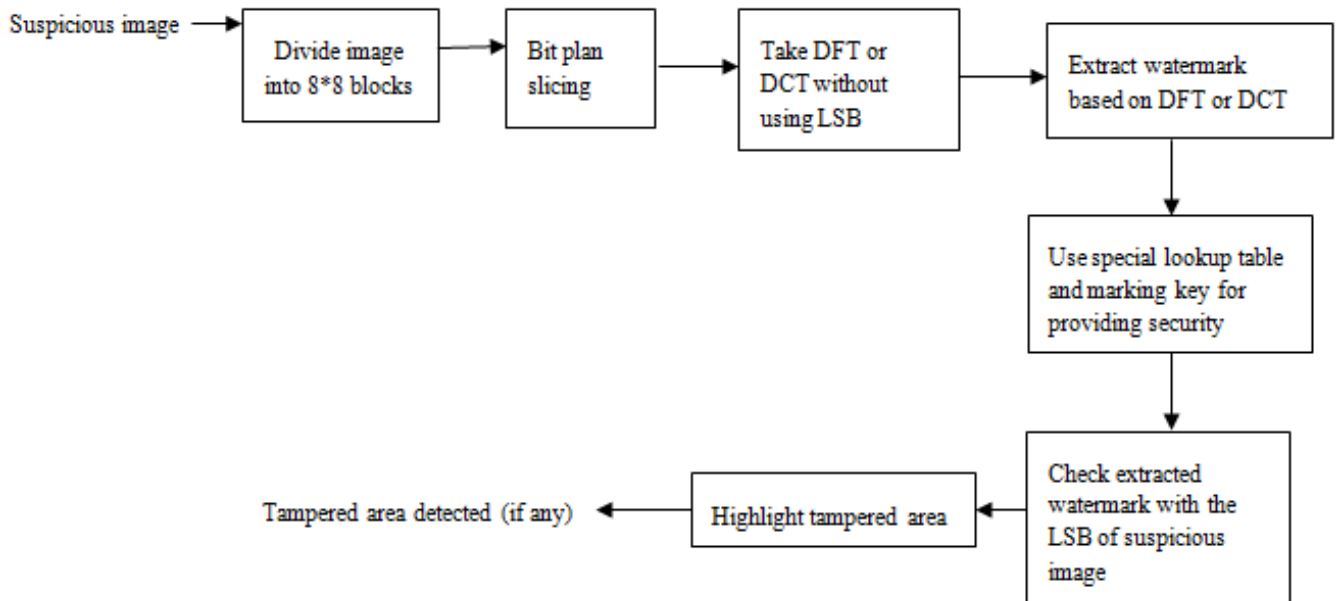 Suspicious image
Divide image
into 8*8 blocks
Bit plan
slicing
Take DFT or
DCT without
using LSB
Extract watermark
based on DFT or DCT
Use special lookup table
and marking key for
providing security
Check extracted
watermark with the
LSB of suspicious
image
Highlight tampered area
Tampered area detected (if any)